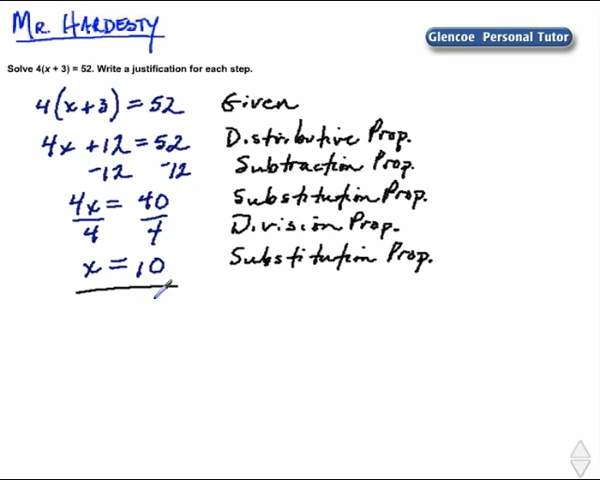 MR. HARDESTY
Glencoe Personal Tutor
Solve 4(x + 3) = 52. Write a justification for each step.
4(x+3) = 52 Given
4x + 12 = 52 Distributive Prop.
-12 -12 Subtraction Prop.
4x = 40 Substitution Prop.
4 4 Division Prop.
x = 10 Substitution Prop.